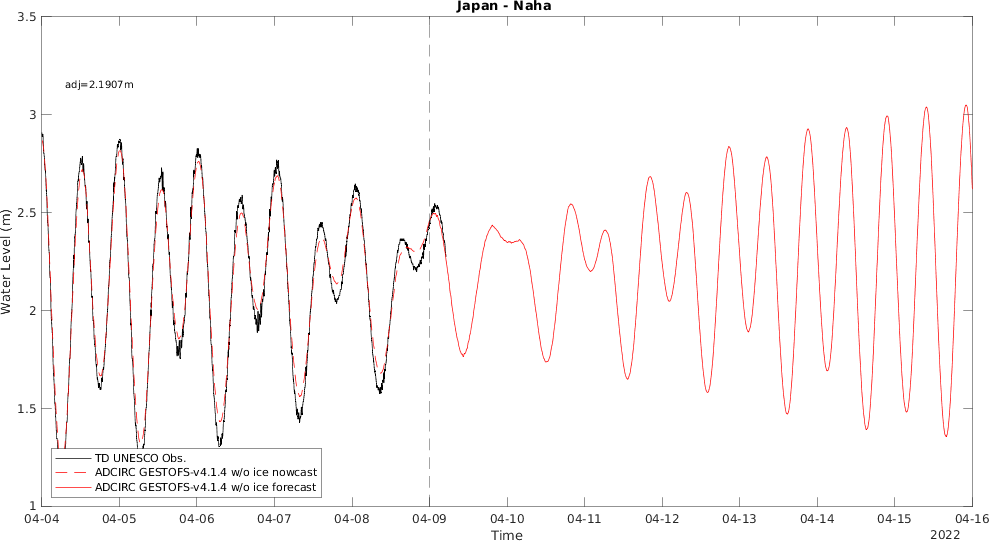 Japan - Naha
3.5
adj=2.1907m
3
2.5
Water Level (m)
2
1.5
TD UNESCO Obs.
ADCIRC GESTOFS-v4.1.4 w/o ice nowcast
ADCIRC GESTOFS-v4.1.4 w/o ice forecast
1
04-04 04-05 04-06 04-07 04-08 04-09 04-10 04-11 04-12 04-13 04-14 04-15 04-16
Time
2022